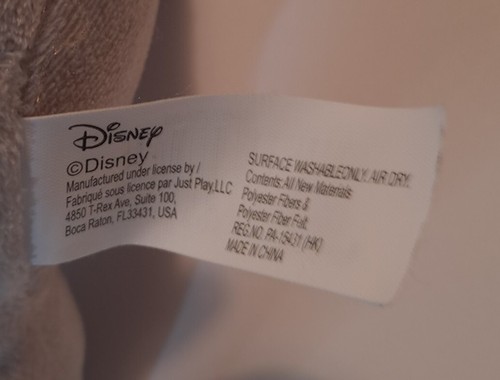 Disney
©Disney
Manufactured under license by /
Fabriqué sous licence par Just Play,LLC
4850 T-Rex Ave, Suite 100,
Boca Raton, FL33431, USA
SURFACE WASHABLEONLY. AIR DRY.
Contents:All New Materials
Polyester Fibers &
Polyester Fiber Felt.
REG.NO. PA-15431 (HK)
MADE IN CHINA